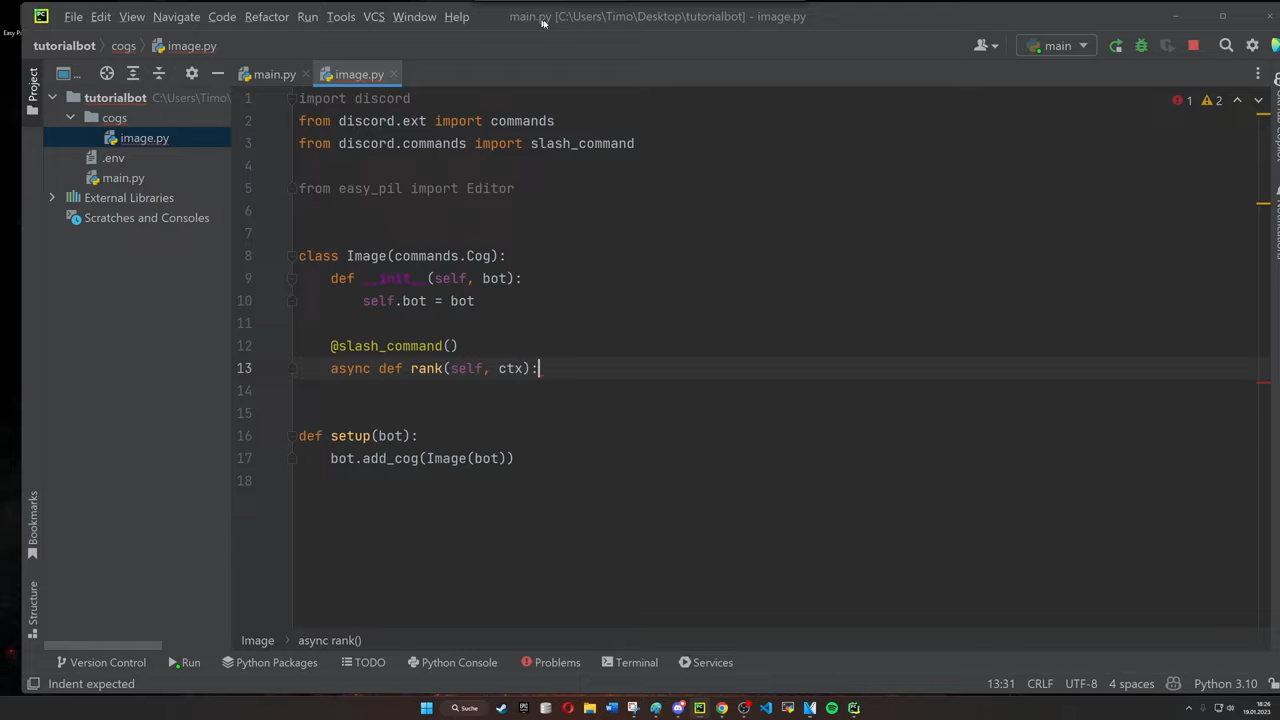 File Edit View Navigate Code Refactor Run Tools VCS Window Help main.py [C:\Users\Timo\Desktop\tutorialbot] - image.py
Easy Pi
tutorialbot cogs image.py main
Project
main.py image.py
tutorialbot C:\Users\Timo\
cogs
image.py
.env
main.py
External Libraries
Scratches and Consoles
1 import discord
2 from discord.ext import commands
3 from discord.commands import slash_command
4
5 from easy_pil import Editor
6
7
8 class Image(commands.Cog):
9 def __init__(self, bot):
10 self.bot = bot
11
12 @slash_command()
13 async def rank(self, ctx):
14
15
16 def setup(bot):
17 bot.add_cog(Image(bot))
18
1 2
Bookmarks
Structure
Image async rank()
Version Control Run Python Packages TODO Python Console Problems Terminal Services
Indent expected 13:31 CRLF UTF-8 4 spaces Python 3.10
Suche 18:26
19.01.2023